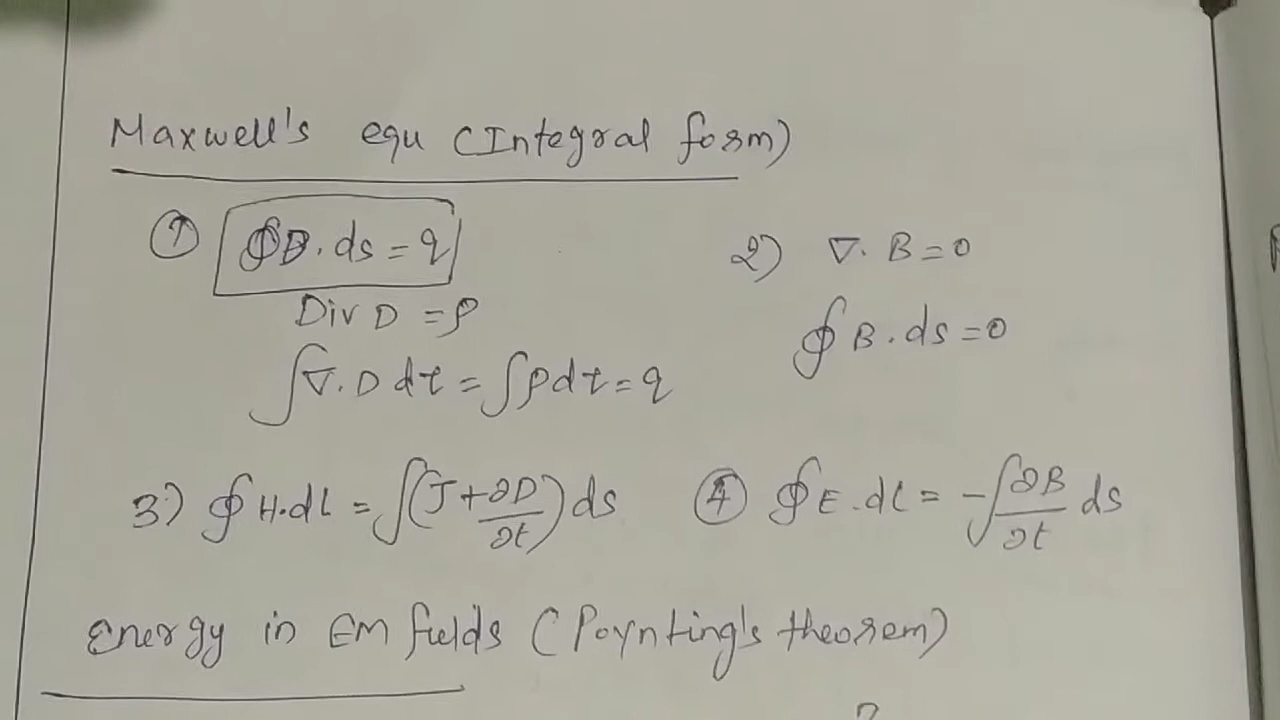 Maxwell's equ (Integral form)
① ∮D.ds = q
Div D = ρ
∫∇.D dτ = ∫ρdτ = q
2) ∇.B = 0
∮B.ds = 0
3) ∮H.dl = ∫(J+∂D/∂t)ds
④ ∮E.dl = -∫∂B/∂t ds
Energy in EM fields (Poynting's theorem)